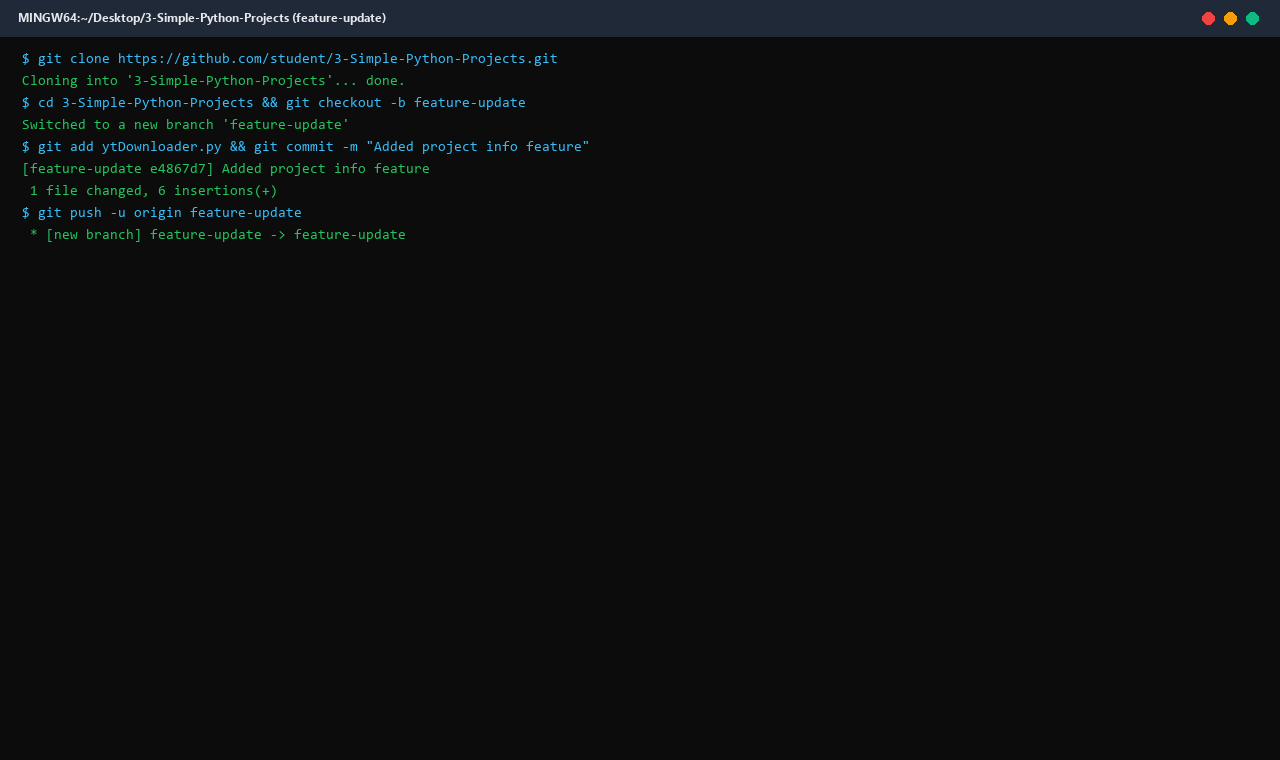 MINGW64:~/Desktop/3-Simple-Python-Projects (feature-update)
$ git clone https://github.com/student/3-Simple-Python-Projects.git
Cloning into '3-Simple-Python-Projects'... done.
$ cd 3-Simple-Python-Projects && git checkout -b feature-update
Switched to a new branch 'feature-update'
$ git add ytDownloader.py && git commit -m "Added project info feature"
[feature-update e4867d7] Added project info feature
 1 file changed, 6 insertions(+)
$ git push -u origin feature-update
 * [new branch] feature-update -> feature-update